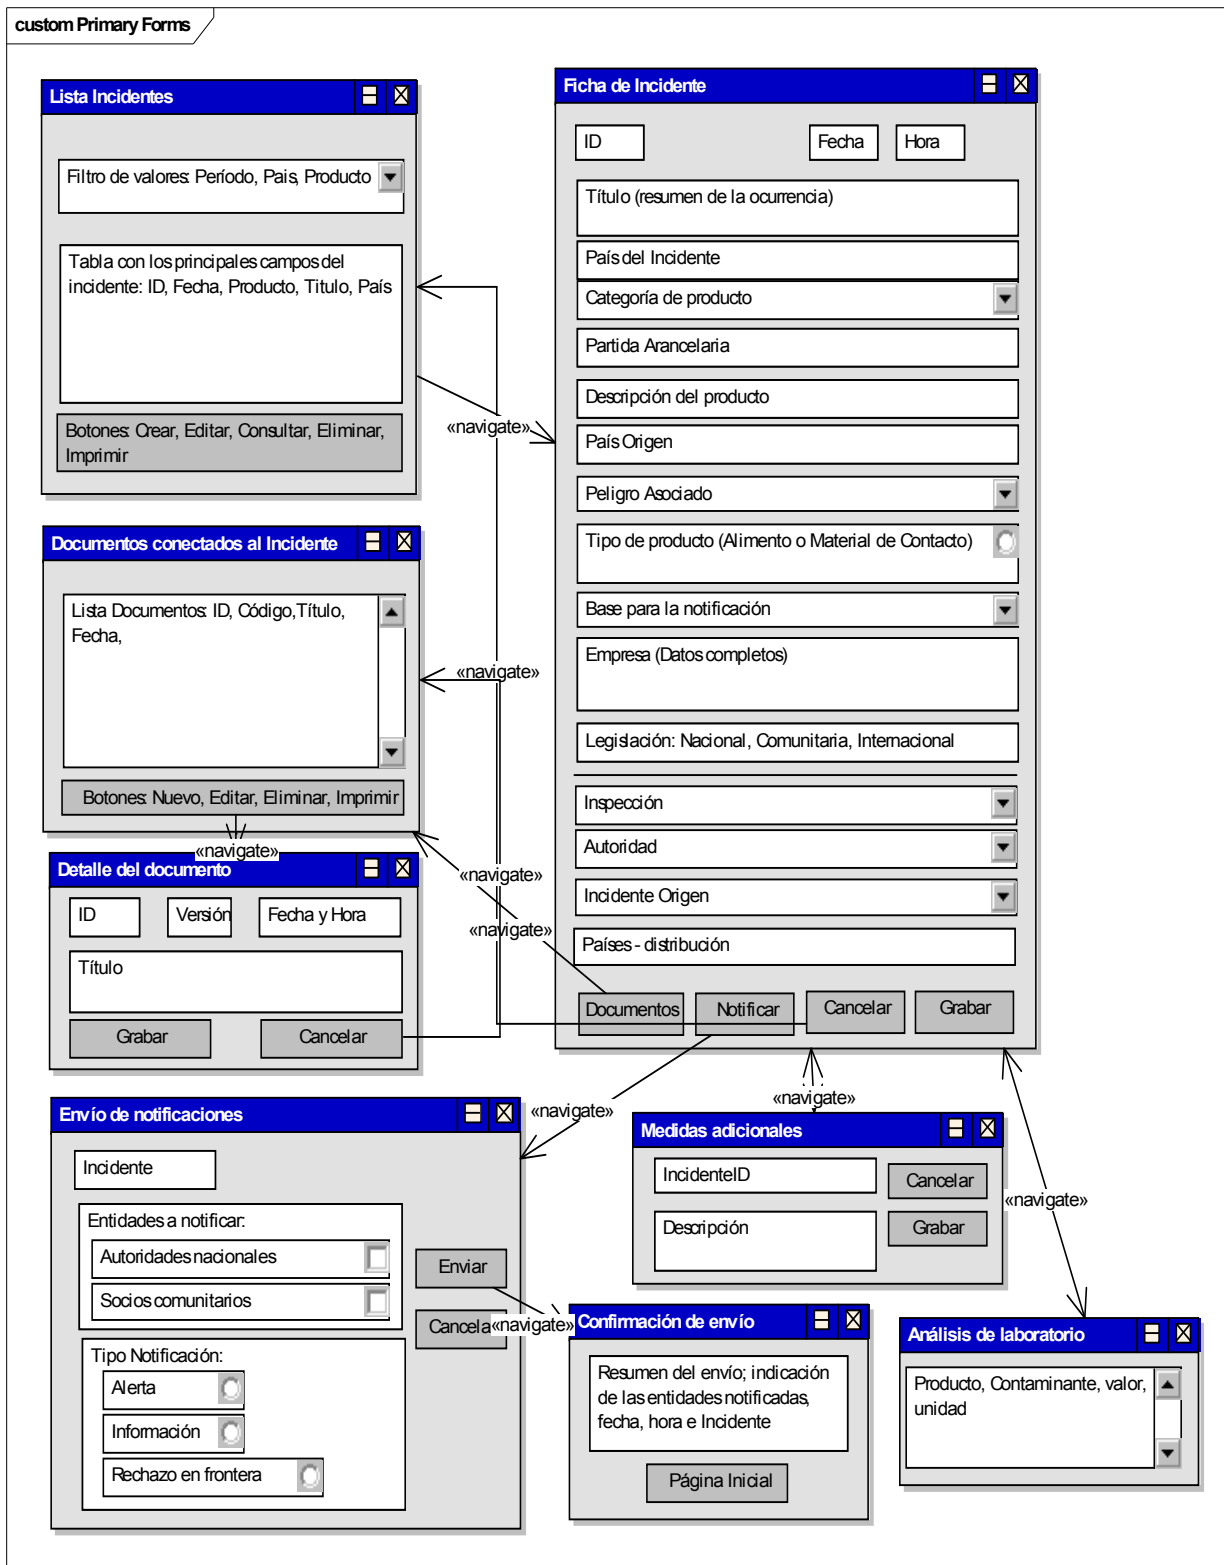 custom Primary Forms
Lista Incidentes
Filtro de valores: Período, Pais, Producto
Tabla con los principales campos del
incidente: ID, Fecha, Producto, Titulo, País
Botones: Crear, Editar, Consultar, Eliminar,
Imprimir
Ficha de Incidente
ID
Fecha
Hora
Título (resumen de la ocurrencia)
País del Incidente
Categoría de producto
Partida Arancelaria
Descripción del producto
País Origen
Peligro Asociado
Tipo de producto (Alimento o Material de Contacto)
Base para la notificación
Empresa (Datos completos)
Legislación: Nacional, Comunitaria, Internacional
Inspección
Autoridad
Incidente Origen
Países - distribución
Documentos
Notificar
Cancelar
Grabar
«navigate»
Documentos conectados al Incidente
Lista Documentos: ID, Código,Título,
Fecha,
Botones: Nuevo, Editar, Eliminar, Imprimir
«navigate»
«navigate»
«navigate»
«navigate»
Detalle del documento
ID
Versión
Fecha y Hora
Título
Grabar
Cancelar
Envío de notificaciones
Incidente
Entidades a notificar:
Autoridades nacionales
Socios comunitarios
Enviar
Cancela
Tipo Notificación:
Alerta
Información
Rechazo en frontera
«navigate»
«navigate»
«navigate»
Medidas adicionales
IncidenteID
Descripción
Cancelar
Grabar
«navigate»
Confirmación de envío
Resumen del envío; indicación
de las entidades notificadas,
fecha, hora e Incidente
Página Inicial
Análisis de laboratorio
Producto, Contaminante, valor,
unidad